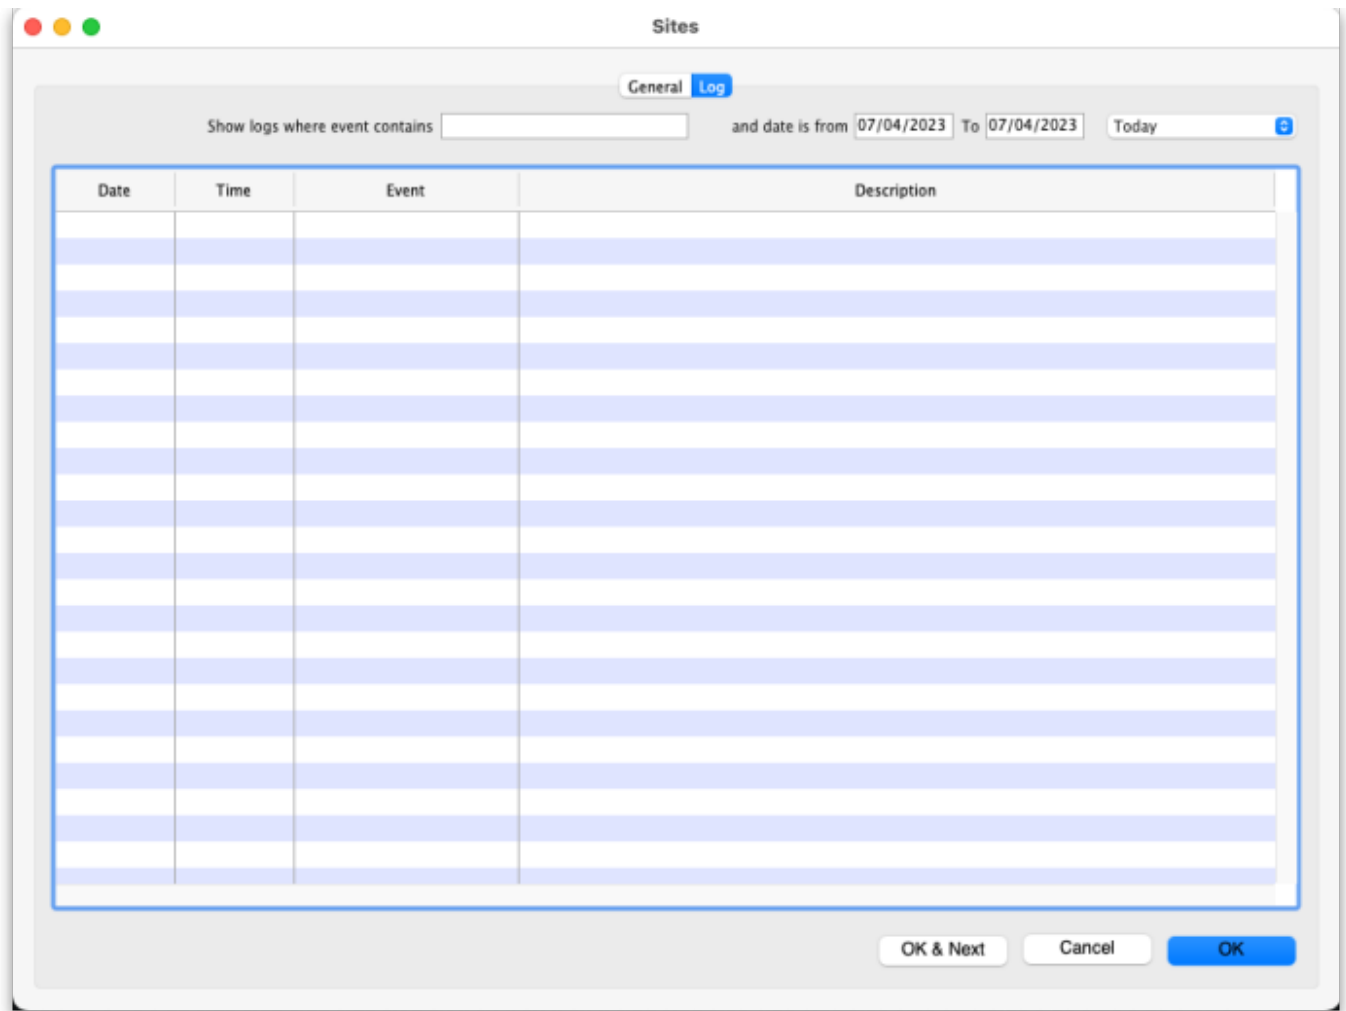 Sites
General Log
Show logs where event contains and date is from 07/04/2023 To 07/04/2023 Today
Date Time Event Description
OK & Next Cancel OK